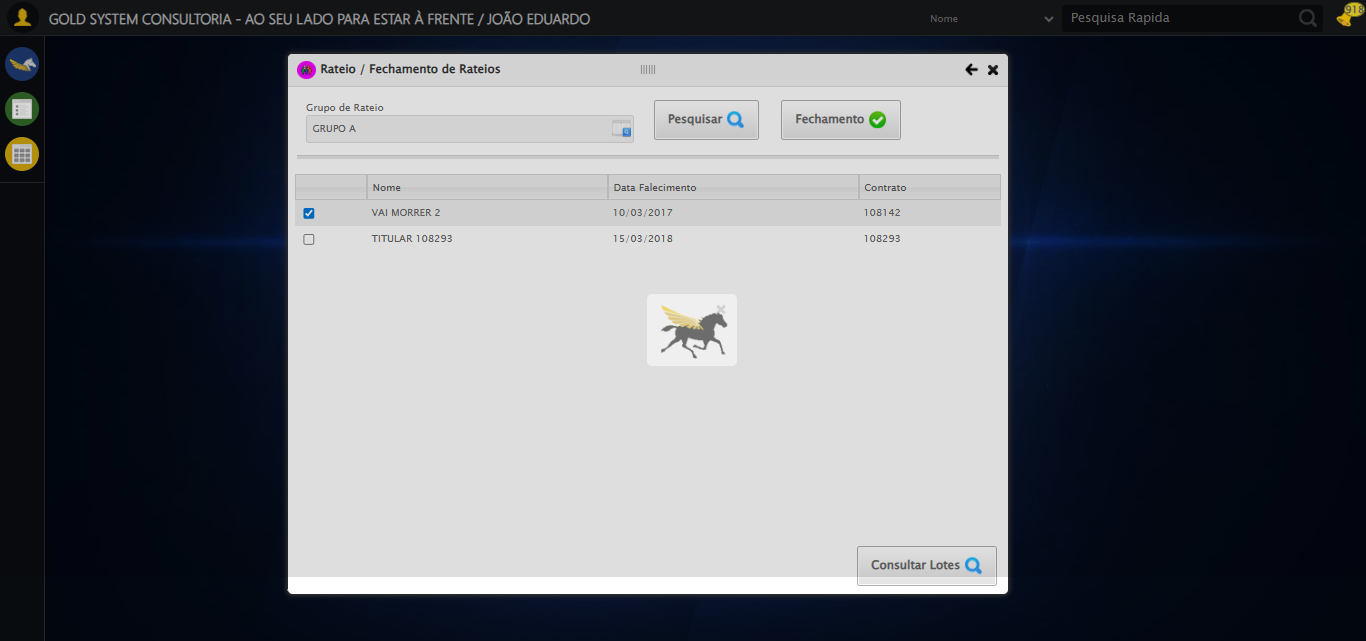 GOLD SYSTEM CONSULTORIA - AO SEU LADO PARA ESTAR À FRENTE / JOÃO EDUARDO
Nome
Pesquisa Rapida
918
Rateio / Fechamento de Rateios
Grupo de Rateio
GRUPO A
Pesquisar
Fechamento
Nome Data Falecimento Contrato
VAI MORRER 2 10/03/2017 108142
TITULAR 108293 15/03/2018 108293
Consultar Lotes